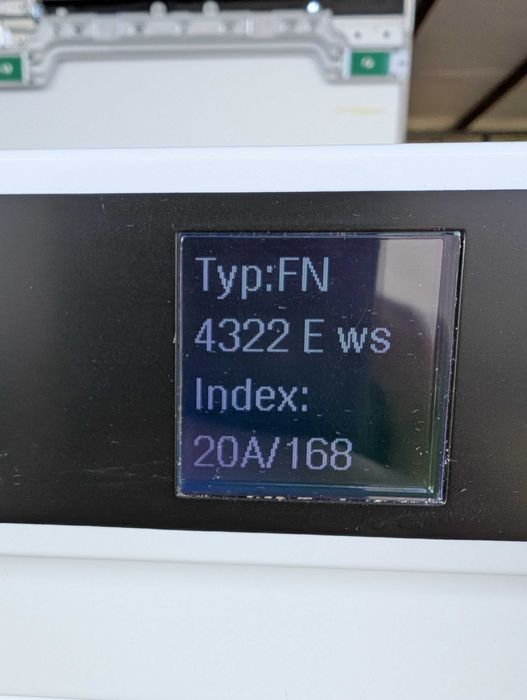 Typ:FN
4322 E ws
Index:
20A/168